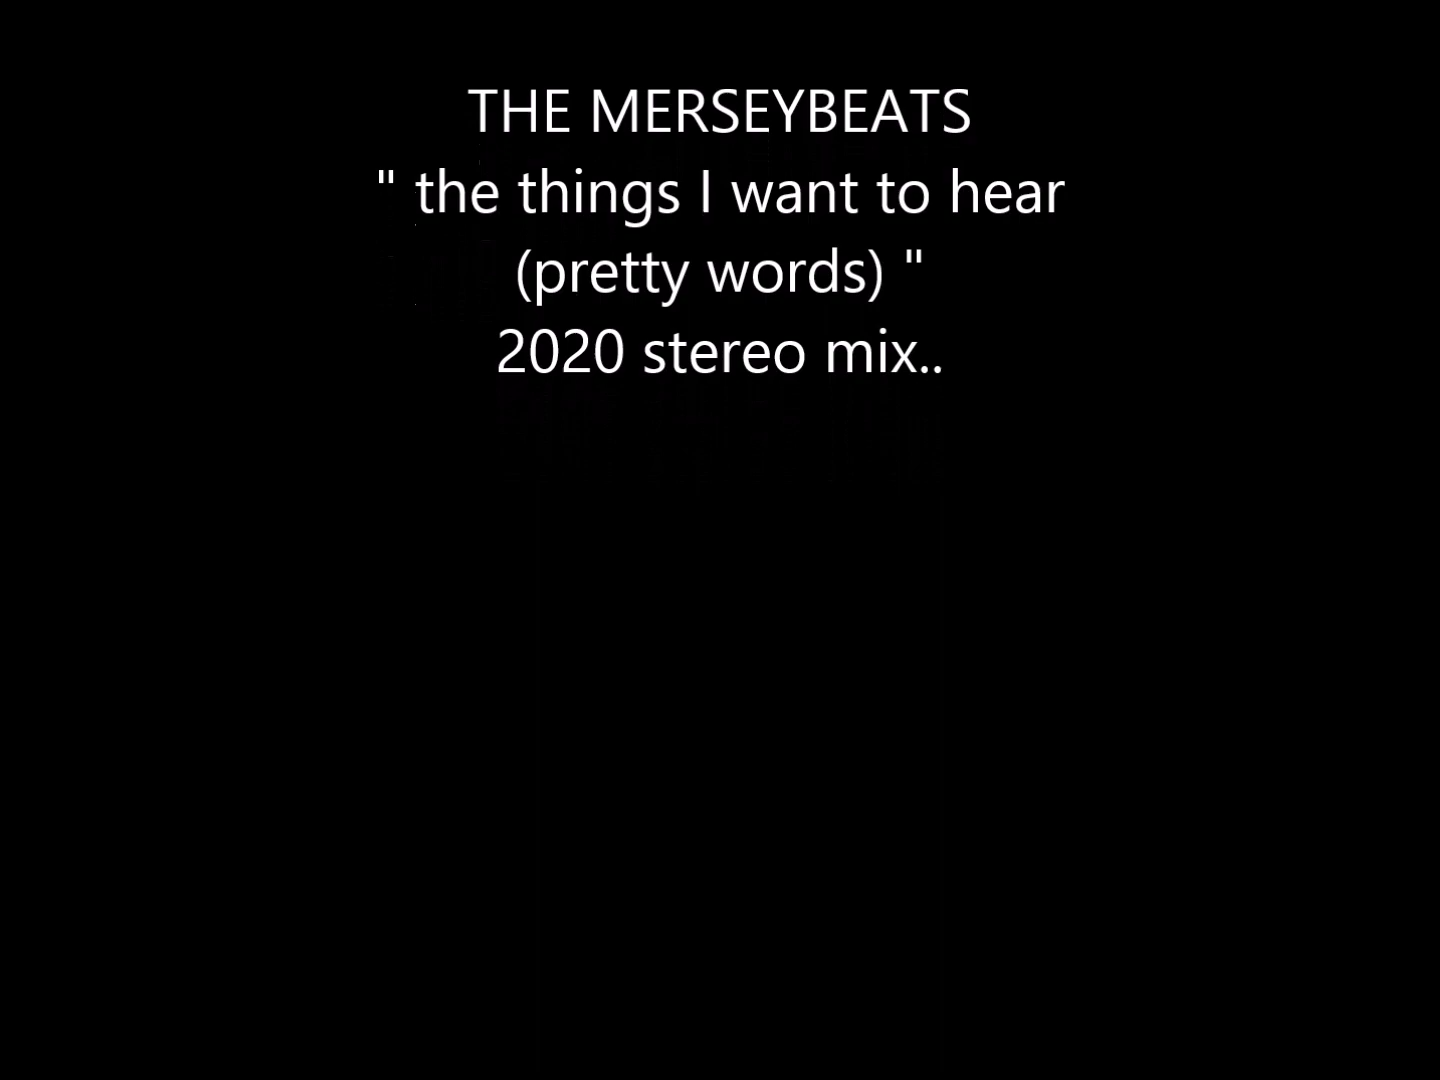 THE MERSEYBEATS
" the things I want to hear
(pretty words) "
2020 stereo mix..